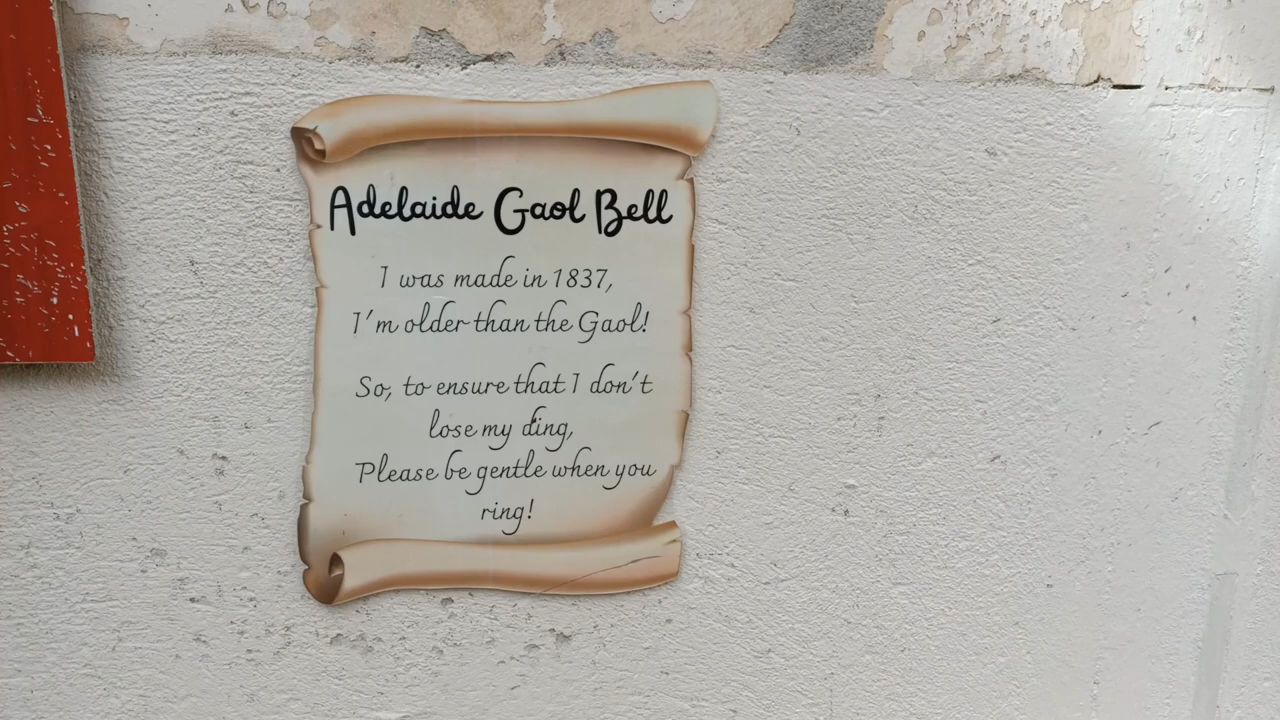 Adelaide Gaol Bell
I was made in 1837,
I'm older than the Gaol!
So, to ensure that I don't
lose my ding,
Please be gentle when you
ring!